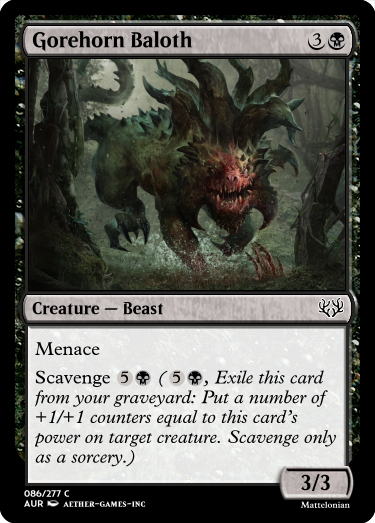 Gorehorn Baloth 3
Creature — Beast
Menace
Scavenge 5 ( 5 , Exile this card
from your graveyard: Put a number of
+1/+1 counters equal to this card's
power on target creature. Scavenge only
as a sorcery.)
3/3
086/277 C
AUR AETHER-GAMES-INC
Mattelonian